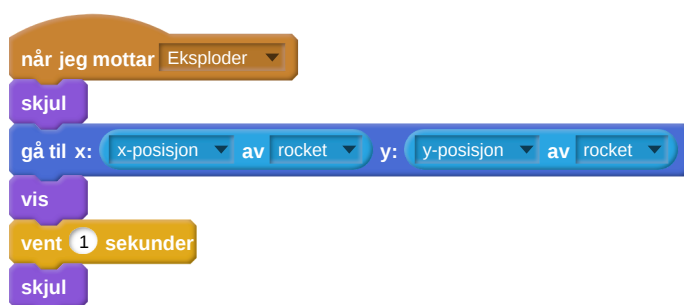 når jeg mottar Eksploder
skjul
gå til x: x-posisjon av rocket y: y-posisjon av rocket
vis
vent 1 sekunder
skjul